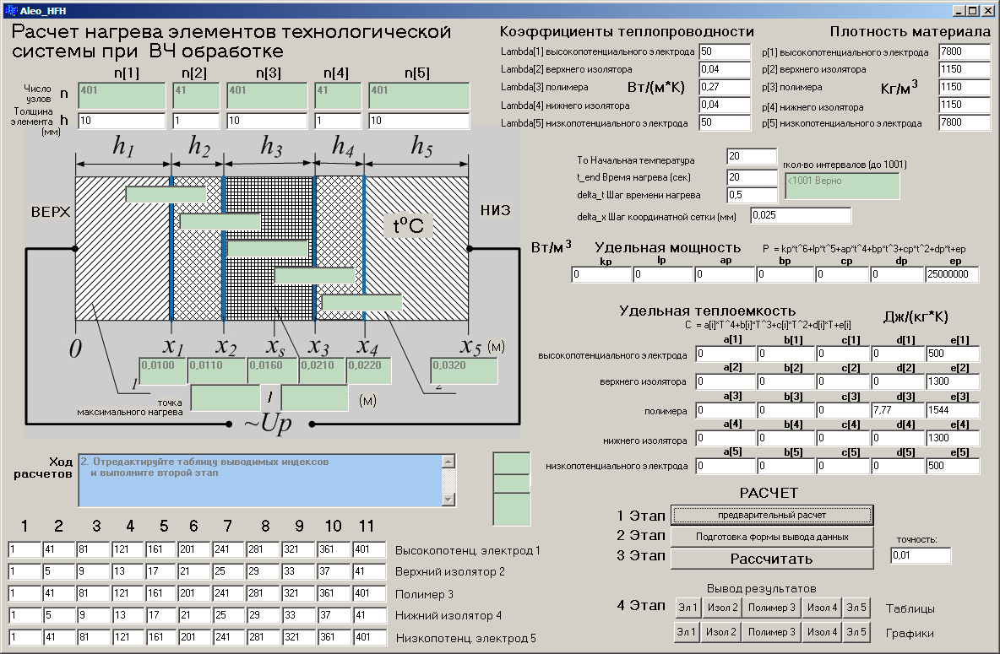 Aleo_HFH
Расчет нагрева элементов технологической
системы при ВЧ обработке
n[1] n[2] n[3] n[4] n[5]
Число
узлов n 401 41 401 41 401
Толщина
элемента h 10 1 10 1 10
(мм)
h1 h2 h3 h4 h5
ВЕРХ НИЗ
t°C
0 x1 x2 xs x3 x4 x5 (м)
0,0100 0,0110 0,0160 0,0210 0,0220 0,0320
1 2
точка
максимального нагрева / (м)
~Up
Ход
расчетов
2. Отредактируйте таблицу выводимых индексов
и выполните второй этап
1 2 3 4 5 6 7 8 9 10 11
1 41 81 121 161 201 241 281 321 361 401 Высокопотенц. электрод 1
1 5 9 13 17 21 25 29 33 37 41 Верхний изолятор 2
1 41 81 121 161 201 241 281 321 361 401 Полимер 3
1 5 9 13 17 21 25 29 33 37 41 Нижний изолятор 4
1 41 81 121 161 201 241 281 321 361 401 Низкопотенц. электрод 5
Коэффициенты теплопроводности
Lambda[1] высокопотенциального электрода 50
Lambda[2] верхнего изолятора 0,04
Lambda[3] полимера Вт/(м*К) 0,27
Lambda[4] нижнего изолятора 0,04
Lambda[5] низкопотенциального электрода 50
Плотность материала
p[1] высокопотенциального электрода 7800
p[2] верхнего изолятора 1150
p[3] полимера Кг/м³ 1150
p[4] нижнего изолятора 1150
p[5] низкопотенциального электрода 7800
То Начальная температура 20
t_end Время нагрева (сек) 20
delta_t Шаг времени нагрева 0,5
кол-во интервалов (до 1001)
<1001 Верно
delta_x Шаг координатной сетки (мм) 0,025
Вт/м³ Удельная мощность P = kp*t^6+lp*t^5+ap*t^4+bp*t^3+cp*t^2+dp*t+ep
kp lp ap bp cp dp ep
0 0 0 0 0 0 25000000
Удельная теплоемкость
C = a[i]*T^4+b[i]*T^3+c[i]*T^2+d[i]*T+e[i] Дж/(кг*К)
a[1] b[1] c[1] d[1] e[1]
высокопотенциального электрода 0 0 0 0 500
a[2] b[2] c[2] d[2] e[2]
верхнего изолятора 0 0 0 0 1300
a[3] b[3] c[3] d[3] e[3]
полимера 0 0 0 7,77 1544
a[4] b[4] c[4] d[4] e[4]
нижнего изолятора 0 0 0 0 1300
a[5] b[5] c[5] d[5] e[5]
низкопотенциального электрода 0 0 0 0 500
РАСЧЕТ
1 Этап предварительный расчет
2 Этап Подготовка формы вывода данных
3 Этап Рассчитать
точность:
0,01
Вывод результатов
4 Этап Эл 1 Изол 2 Полимер 3 Изол 4 Эл 5 Таблицы
Эл 1 Изол 2 Полимер 3 Изол 4 Эл 5 Графики